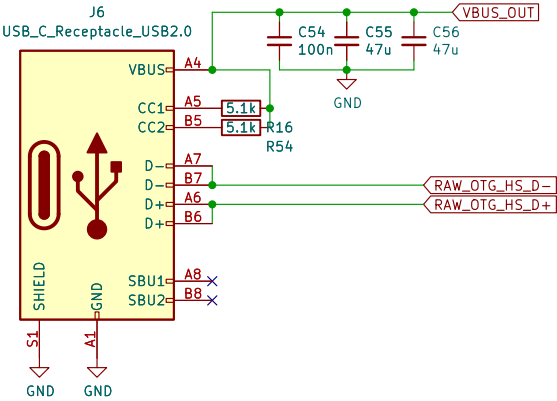 J6
USB_C_Receptacle_USB2.0
VBUS A4
CC1 A5 5.1k R16
CC2 B5 5.1k R54
D- A7
D- B7
D+ A6
D+ B6
SBU1 A8
SBU2 B8
SHIELD
GND
S1
A1
GND
GND
C54
100n
C55
47u
C56
47u
GND
VBUS_OUT
RAW_OTG_HS_D-
RAW_OTG_HS_D+